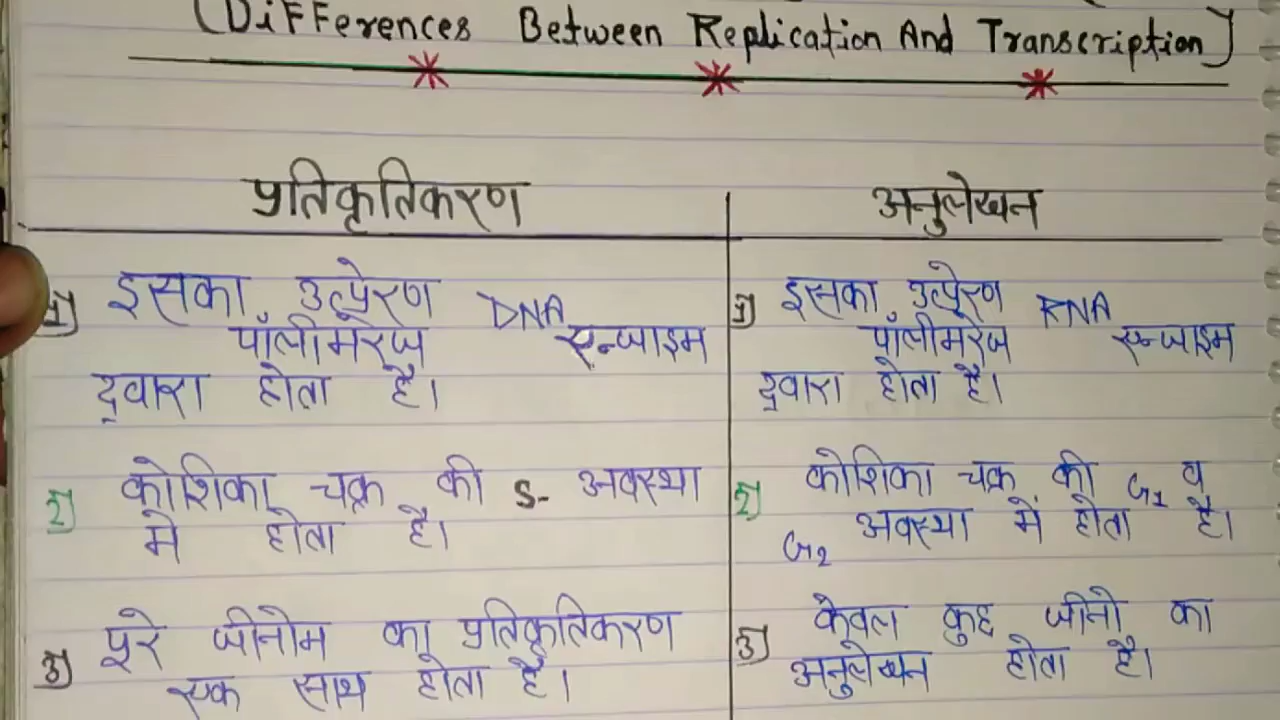 (Differences Between Replication And Transcription)
प्रतिकृतिकरण
1) इसका उत्प्रेरण DNA
पॉलीमरेज एन्जाइम
द्वारा होता है।
2) कोशिका चक्र की S- अवस्था
मे होता है।
3) पूरे जीनोम का प्रतिकृतिकरण
एक साथ होता है।
अनुलेखन
1) इसका उत्प्रेरण RNA
पॉलीमरेज एन्जाइम
द्वारा होता है।
2) कोशिका चक्र की G1 व
G2 अवस्था में होता है।
3) केवल कुछ जीनो का
अनुलेखन होता है।